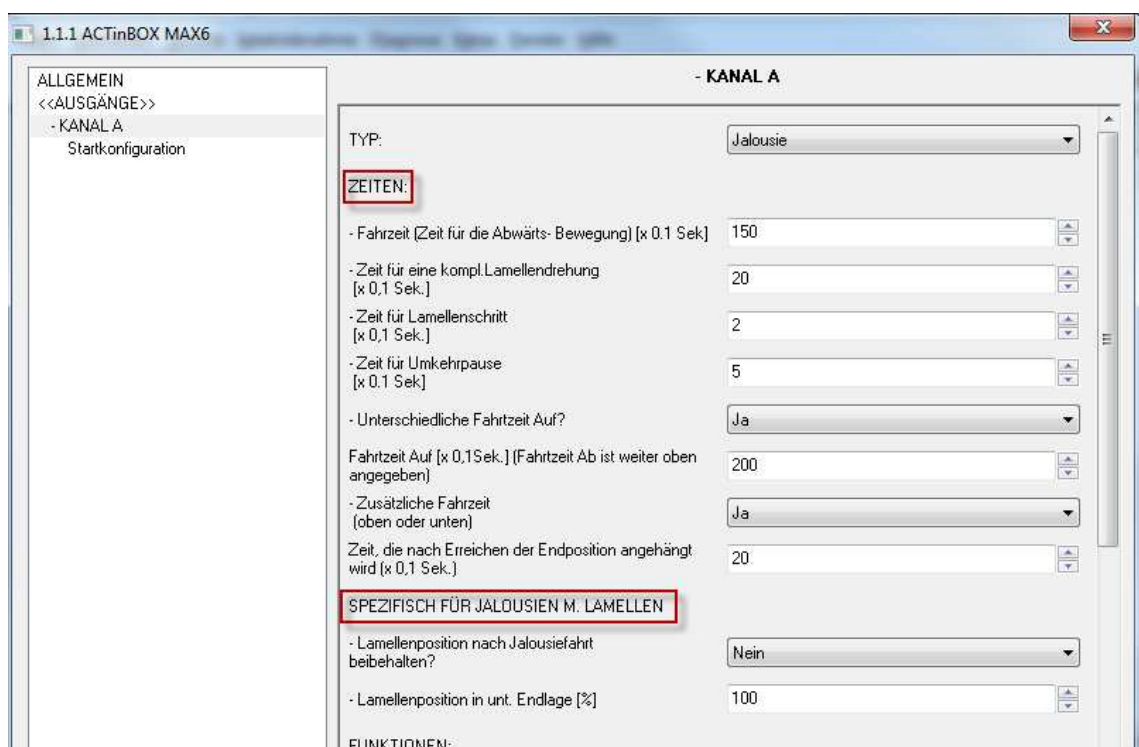 1.1.1 ACTinBOX MAX6
ALLGEMEIN
<<AUSGÄNGE>>
- KANAL A
Startkonfiguration
- KANAL A
TYP:
Jalousie
ZEITEN:
- Fahrzeit (Zeit für die Abwärts- Bewegung) [x 0.1 Sek]
150
- Zeit für eine kompl.Lamellendrehung
[x 0,1 Sek.]
20
- Zeit für Lamellenschritt
[x 0,1 Sek.]
2
- Zeit für Umkehrpause
[x 0.1 Sek]
5
- Unterschiedliche Fahrtzeit Auf?
Ja
Fahrtzeit Auf [x 0,1Sek.] (Fahrtzeit Ab ist weiter oben
angegeben)
200
- Zusätzliche Fahrzeit
(oben oder unten)
Ja
Zeit, die nach Erreichen der Endposition angehängt
wird (x 0,1 Sek.)
20
SPEZIFISCH FÜR JALOUSIEN M. LAMELLEN
- Lamellenposition nach Jalousiefahrt
beibehalten?
Nein
- Lamellenposition in unt. Endlage [%]
100
FUNKTIONEN: